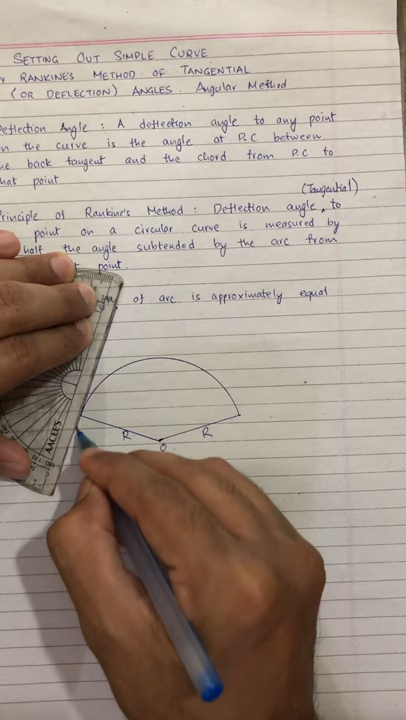 SETTING OUT SIMPLE CURVE
RANKINE'S METHOD OF TANGENTIAL
(OR DEFLECTION) ANGLES. Angular Method
Deflection Angle : A deflection angle to any point
on the curve is the angle at P.C between
the back tangent and the chord from P.C to
that point
(Tangential)
Principle of Rankine's Method : Deflection angle to
point on a circular curve is measured by
half the angle subtended by the arc from
point.
of arc is approximately equal
R
R
O
AACEES